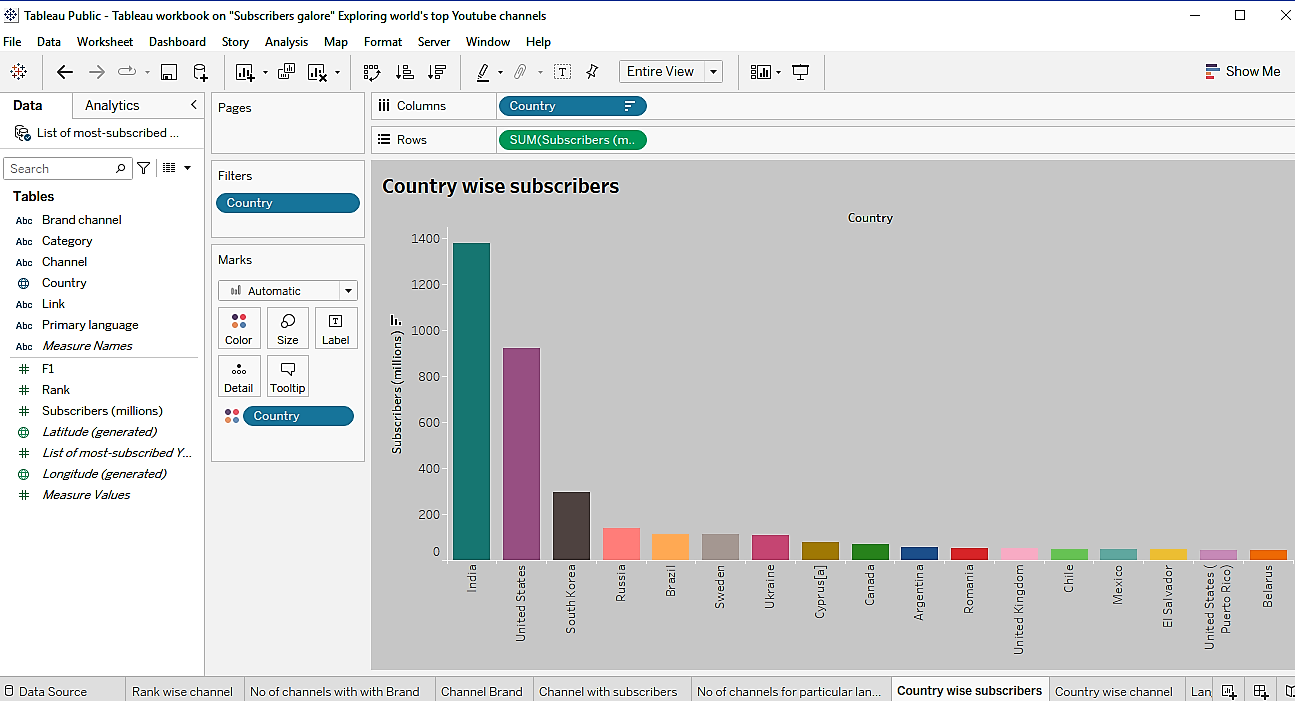 Tableau Public - Tableau workbook on "Subscribers galore" Exploring world's top Youtube channels
File Data Worksheet Dashboard Story Analysis Map Format Server Window Help
Entire View
Show Me
Data Analytics
List of most-subscribed ...
Search
Tables
Abc Brand channel
Abc Category
Abc Channel
Country
Abc Link
Abc Primary language
Abc Measure Names
# F1
# Rank
# Subscribers (millions)
Latitude (generated)
# List of most-subscribed Y...
Longitude (generated)
# Measure Values
Pages
Filters
Country
Marks
Automatic
Color Size Label
Detail Tooltip
Country
Columns Country
Rows SUM(Subscribers (m..
Country wise subscribers
Country
Subscribers (millions)
1400
1200
1000
800
600
400
200
0
India
United States
South Korea
Russia
Brazil
Sweden
Ukraine
Cyprus[a]
Canada
Argentina
Romania
United Kingdom
Chile
Mexico
El Salvador
United States (
Puerto Rico)
Belarus
Data Source Rank wise channel No of channels with with Brand Channel Brand Channel with subscribers No of channels for particular lan... Country wise subscribers Country wise channel Lan